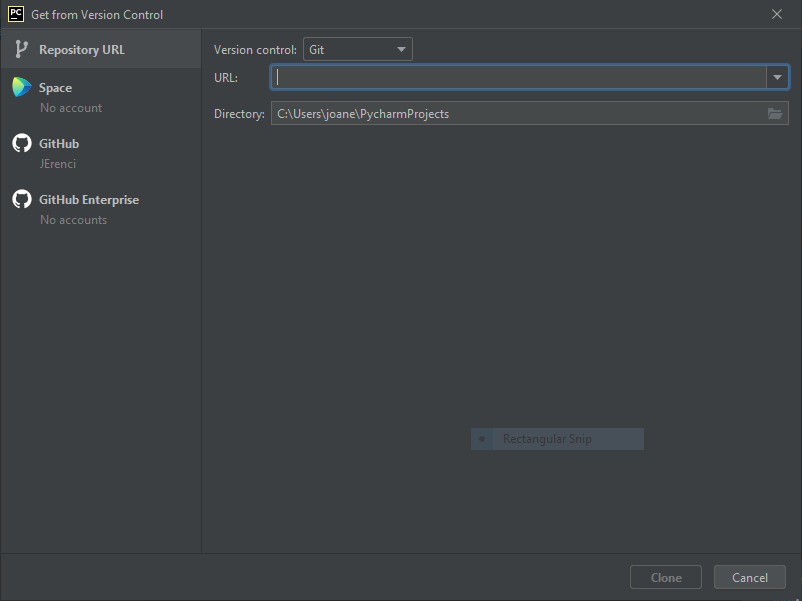 PC Get from Version Control
Repository URL
Space
No account
GitHub
JErenci
GitHub Enterprise
No accounts
Version control: Git
URL:
Directory: C:\Users\joane\PycharmProjects
Rectangular Snip
Clone Cancel